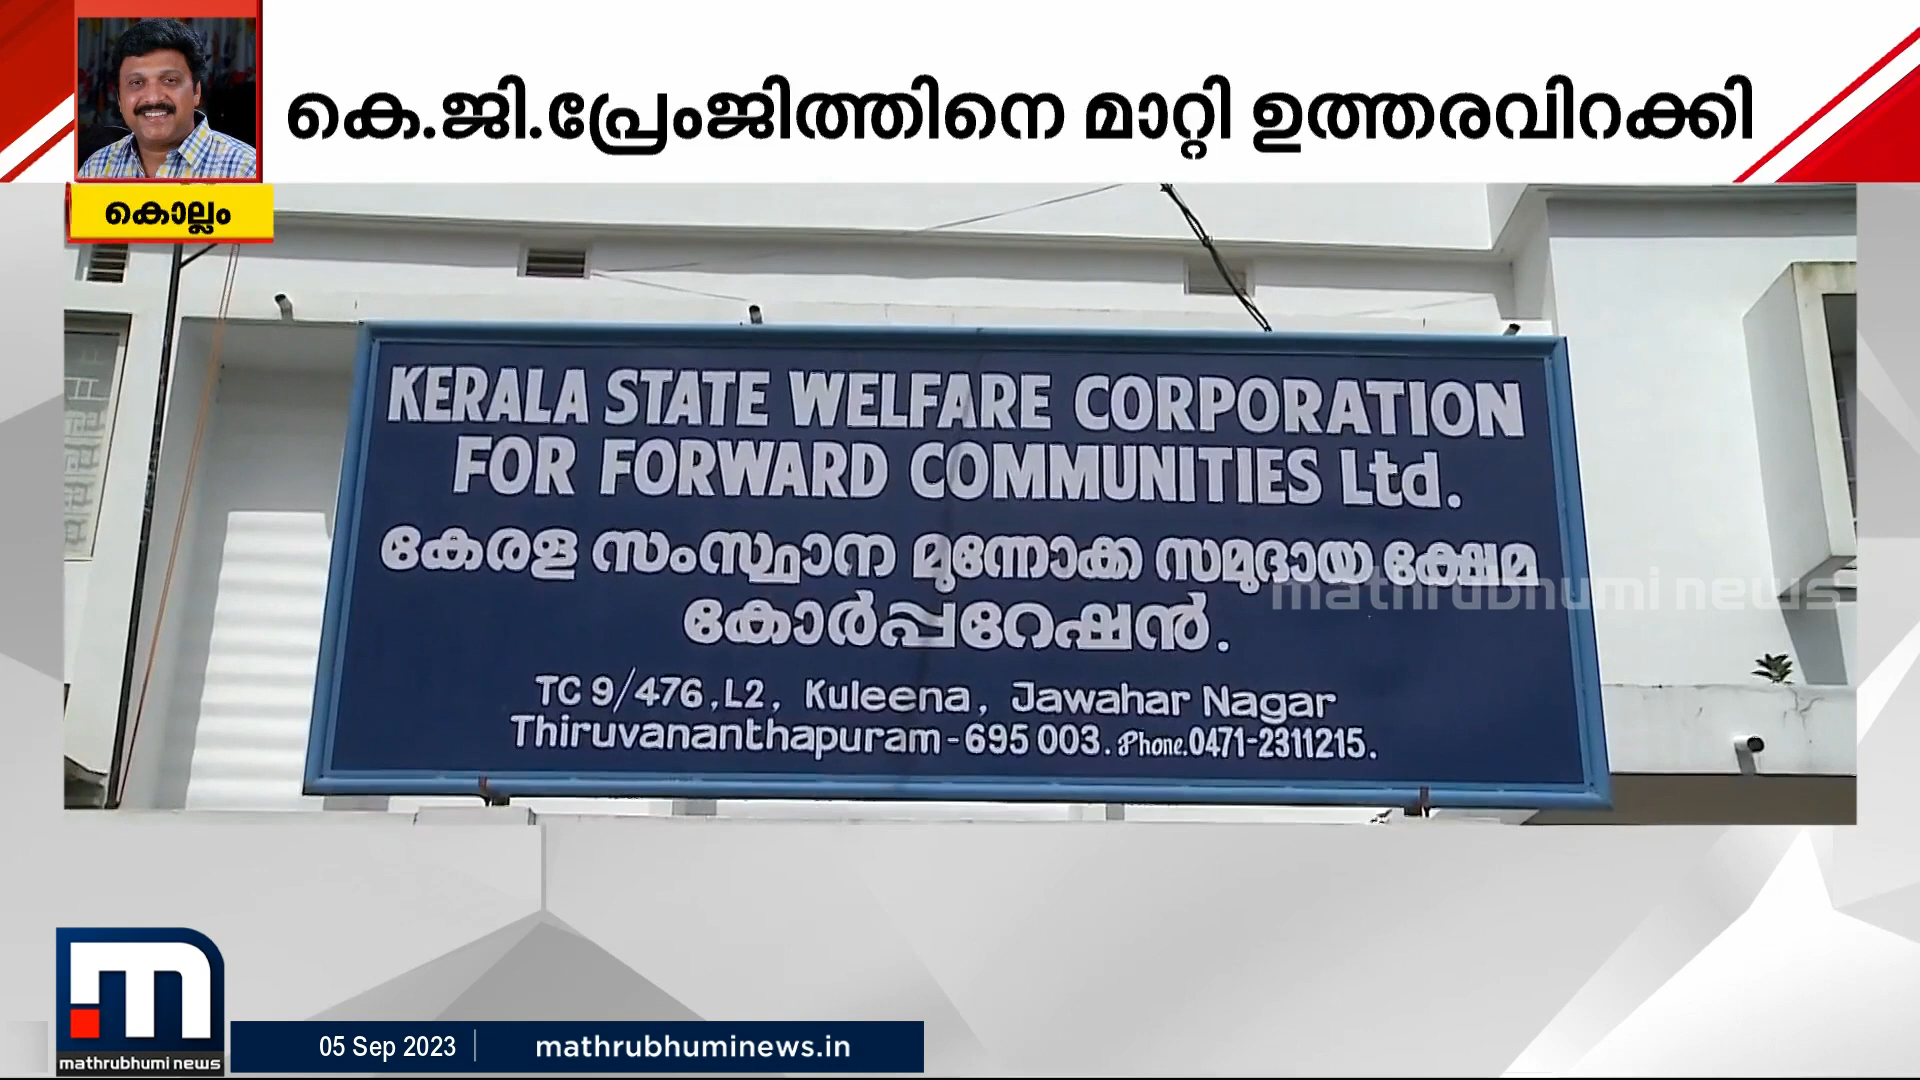 കെ.ജി.പ്രേംജിത്തിനെ മാറ്റി ഉത്തരവിറക്കി
കൊല്ലം
KERALA STATE WELFARE CORPORATION
FOR FORWARD COMMUNITIES Ltd.
കേരള സംസ്ഥാന മുന്നോക്ക സമുദായ ക്ഷേമ
mathrubhumi news
കോർപ്പറേഷൻ.
TC 9/476, L2, Kuleena, Jawahar Nagar
Thiruvananthapuram - 695 003. Phone. 0471-2311215.
mathrubhumi news
05 Sep 2023
mathrubhuminews.in